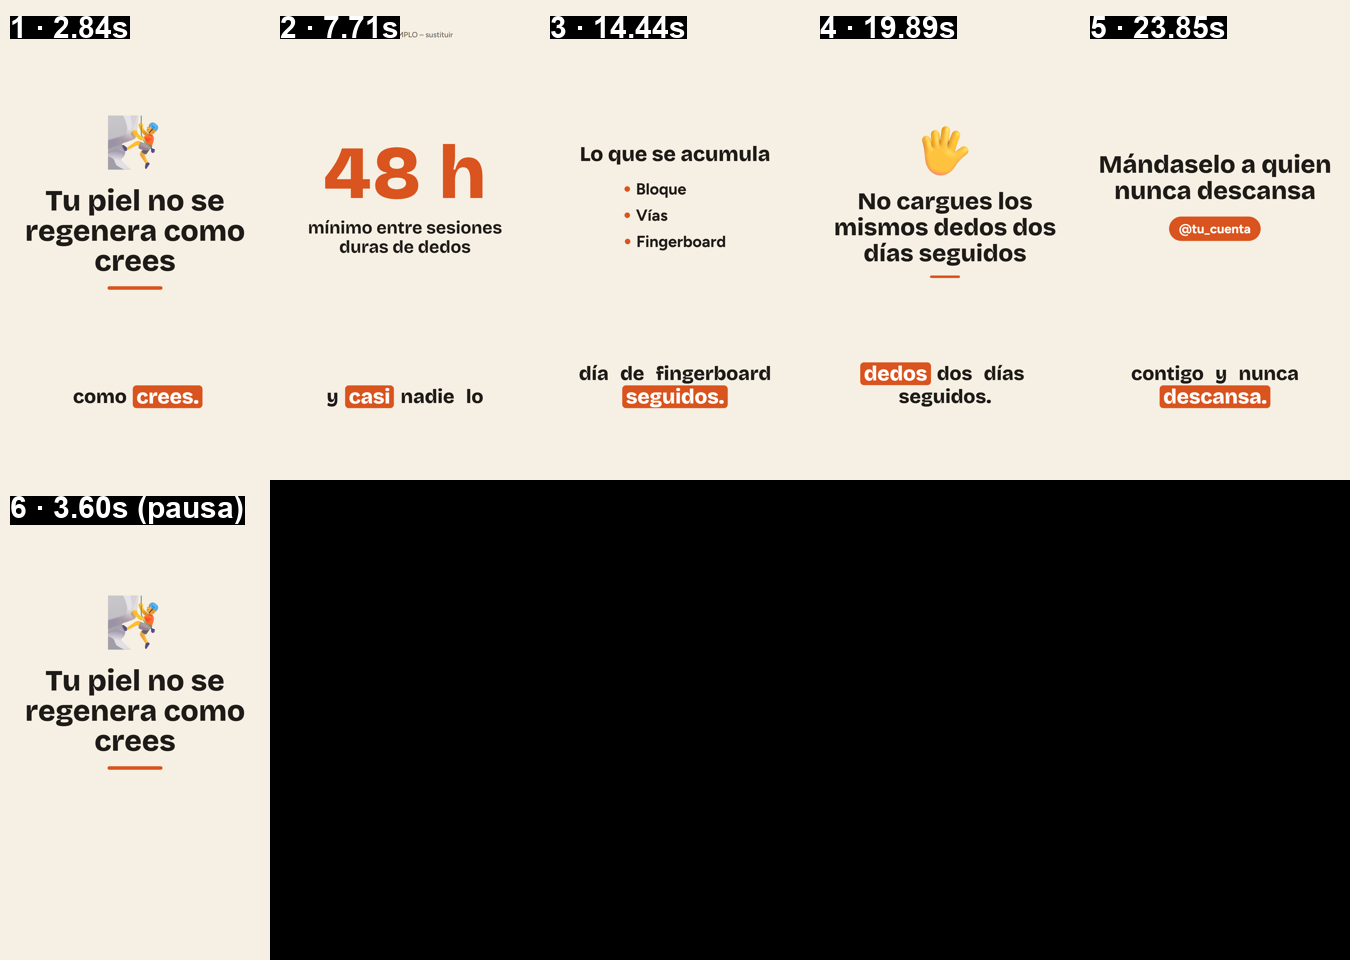 1 · 2.84s
Tu piel no se
regenera como
crees
como crees.
2 · 7.71s
MPLO – sustituir
48 h
mínimo entre sesiones
duras de dedos
y casi nadie lo
3 · 14.44s
Lo que se acumula
• Bloque
• Vías
• Fingerboard
día de fingerboard
seguidos.
4 · 19.89s
No cargues los
mismos dedos dos
días seguidos
dedos dos días
seguidos.
5 · 23.85s
Mándaselo a quien
nunca descansa
@tu_cuenta
contigo y nunca
descansa.
6 · 3.60s (pausa)
Tu piel no se
regenera como
crees